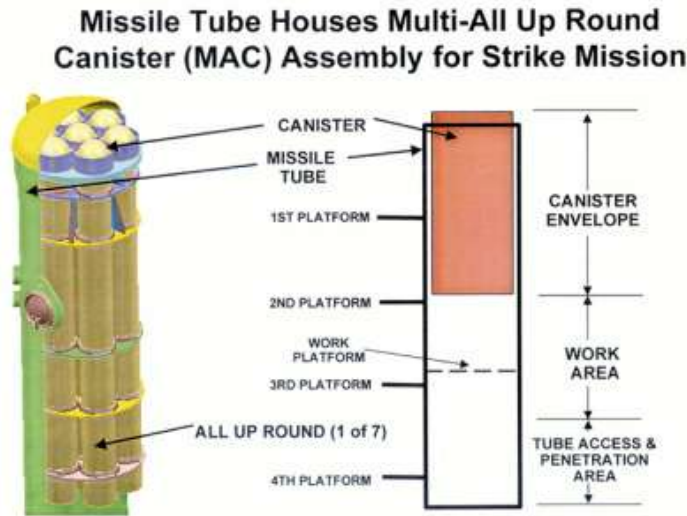 Missile Tube Houses Multi-All Up Round
Canister (MAC) Assembly for Strike Mission
CANISTER
MISSILE
TUBE
1ST PLATFORM
2ND PLATFORM
WORK
PLATFORM
3RD PLATFORM
ALL UP ROUND (1 of 7)
4TH PLATFORM
CANISTER
ENVELOPE
WORK
AREA
TUBE ACCESS &
PENETRATION
AREA